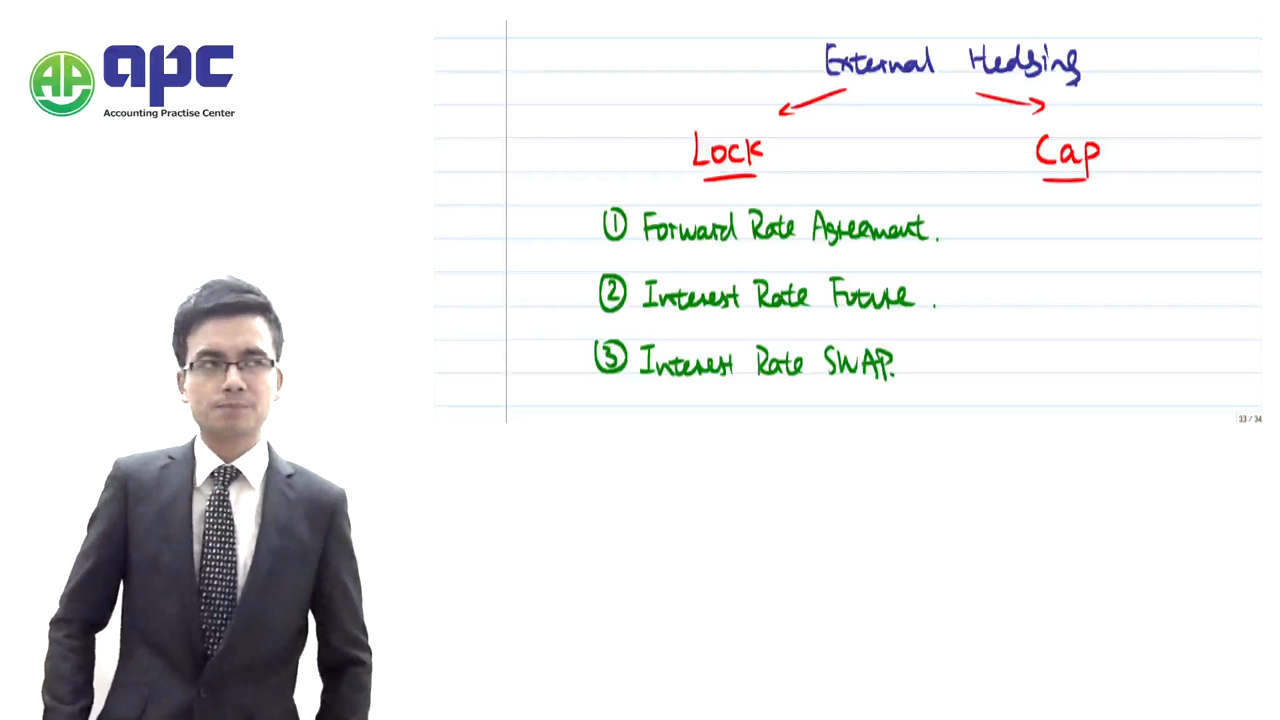 AP
apc
Accounting Practise Center
External Hedging
Lock
Cap
① Forward Rate Agreement.
② Interest Rate Future.
③ Interest Rate SWAP.
33 / 34